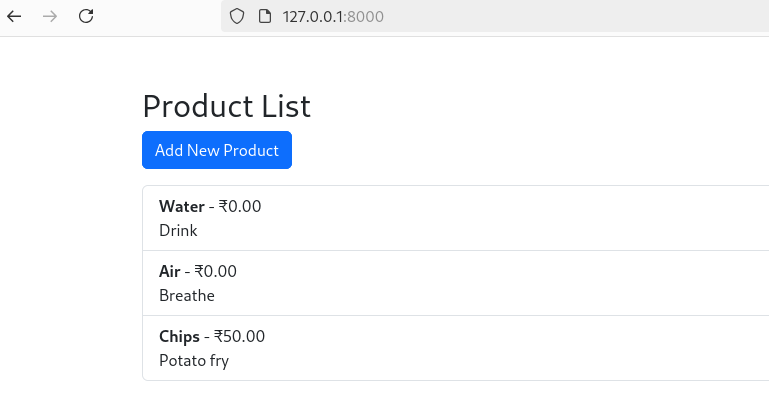 127.0.0.1:8000
Product List
Add New Product
Water - ₹0.00
Drink
Air - ₹0.00
Breathe
Chips - ₹50.00
Potato fry